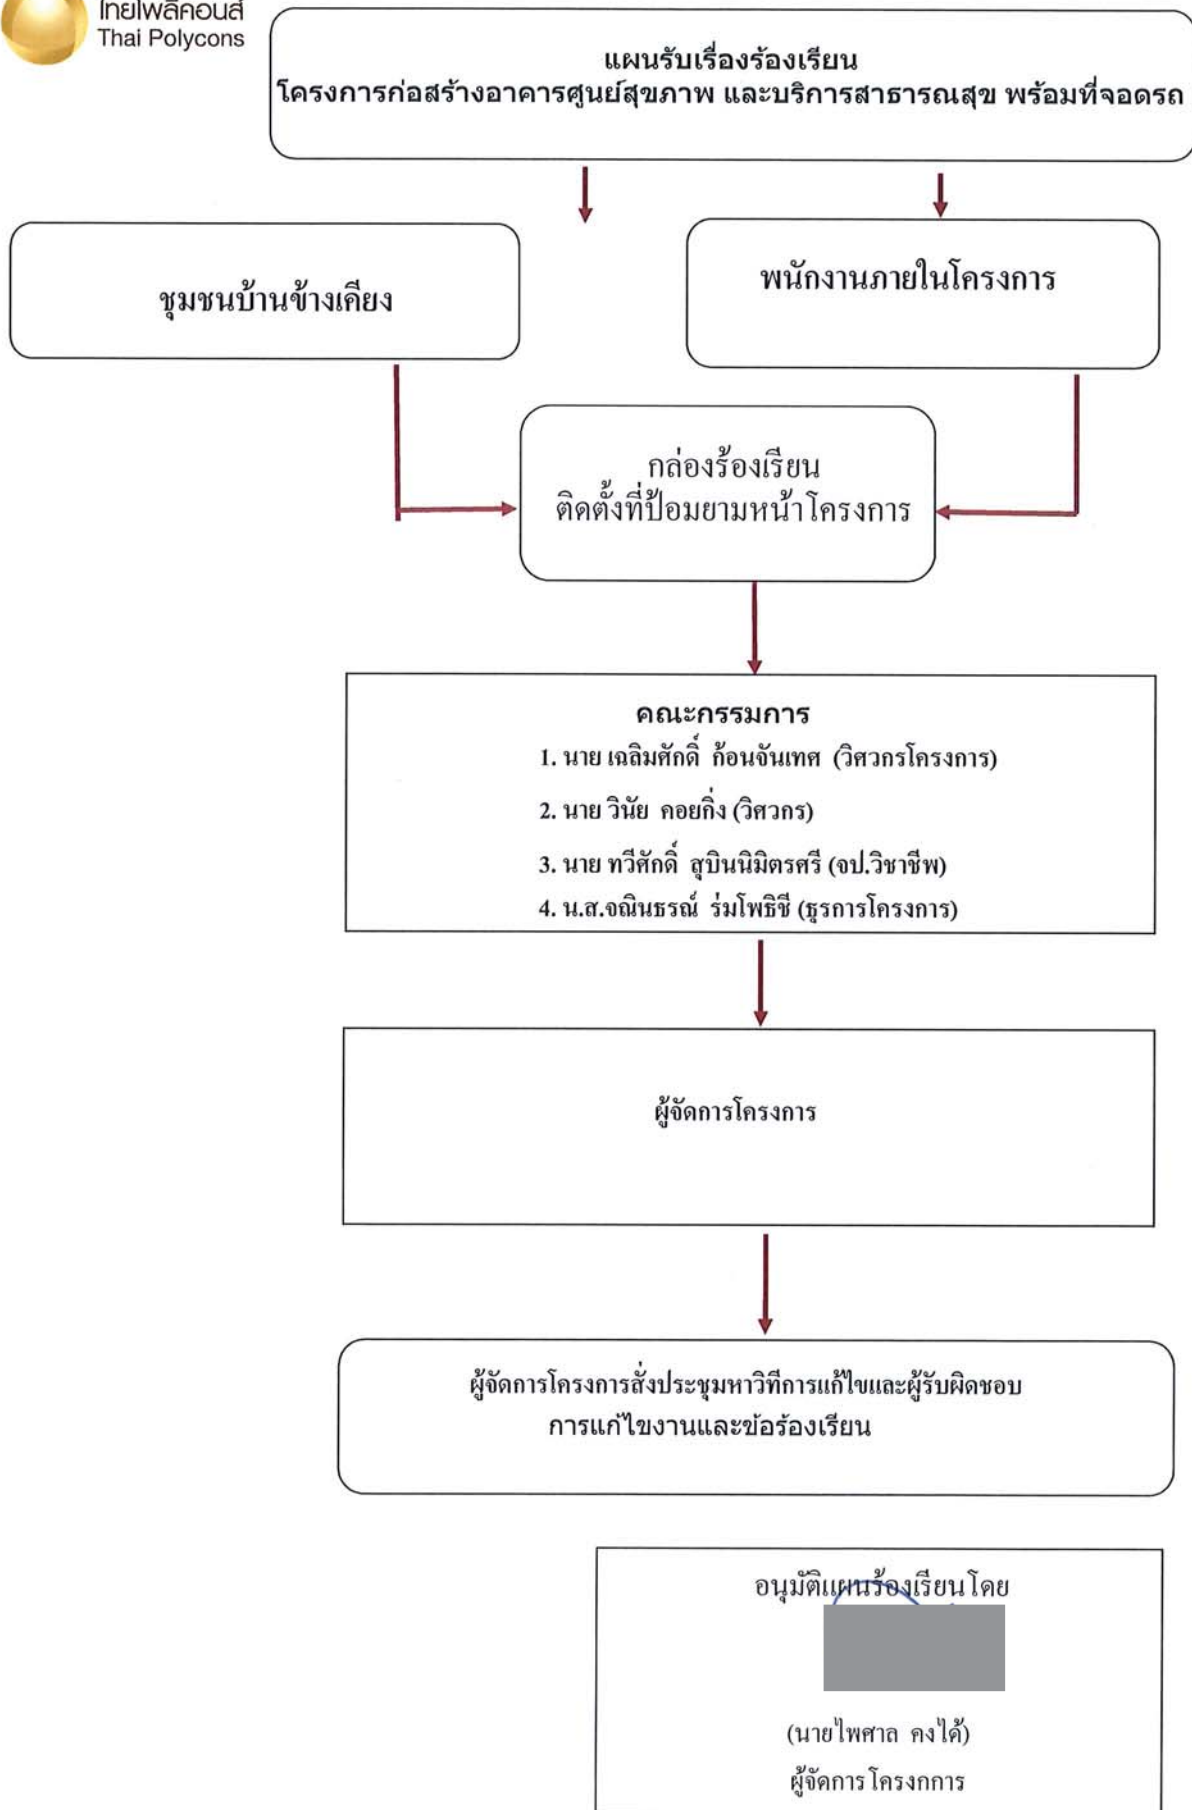 ไทยโพลีคอนส์
Thai Polycons
แผนรับเรื่องร้องเรียน
โครงการก่อสร้างอาคารศูนย์สุขภาพ และบริการสาธารณสุข พร้อมที่จอดรถ
ชุมชนบ้านข้างเคียง
พนักงานภายในโครงการ
กล่องร้องเรียน
ติดตั้งที่ป้อมยามหน้าโครงการ
คณะกรรมการ
1. นาย เฉลิมศักดิ์ ก้อนจันเทศ (วิศวกรโครงการ)
2. นาย วินัย คอยกิ่ง (วิศวกร)
3. นาย ทวีศักดิ์ สุบินนิมิตรศรี (จป.วิชาชีพ)
4. น.ส.จณินธรณ์ ร่มโพธิชี (ธุรการโครงการ)
ผู้จัดการโครงการ
ผู้จัดการโครงการสั่งประชุมหาวิทีการแก้ไขและผู้รับผิดชอบ
การแก้ไขงานและข้อร้องเรียน
อนุมัติแผนร้องเรียนโดย
(นายไพศาล คงได้)
ผู้จัดการโครงกการ